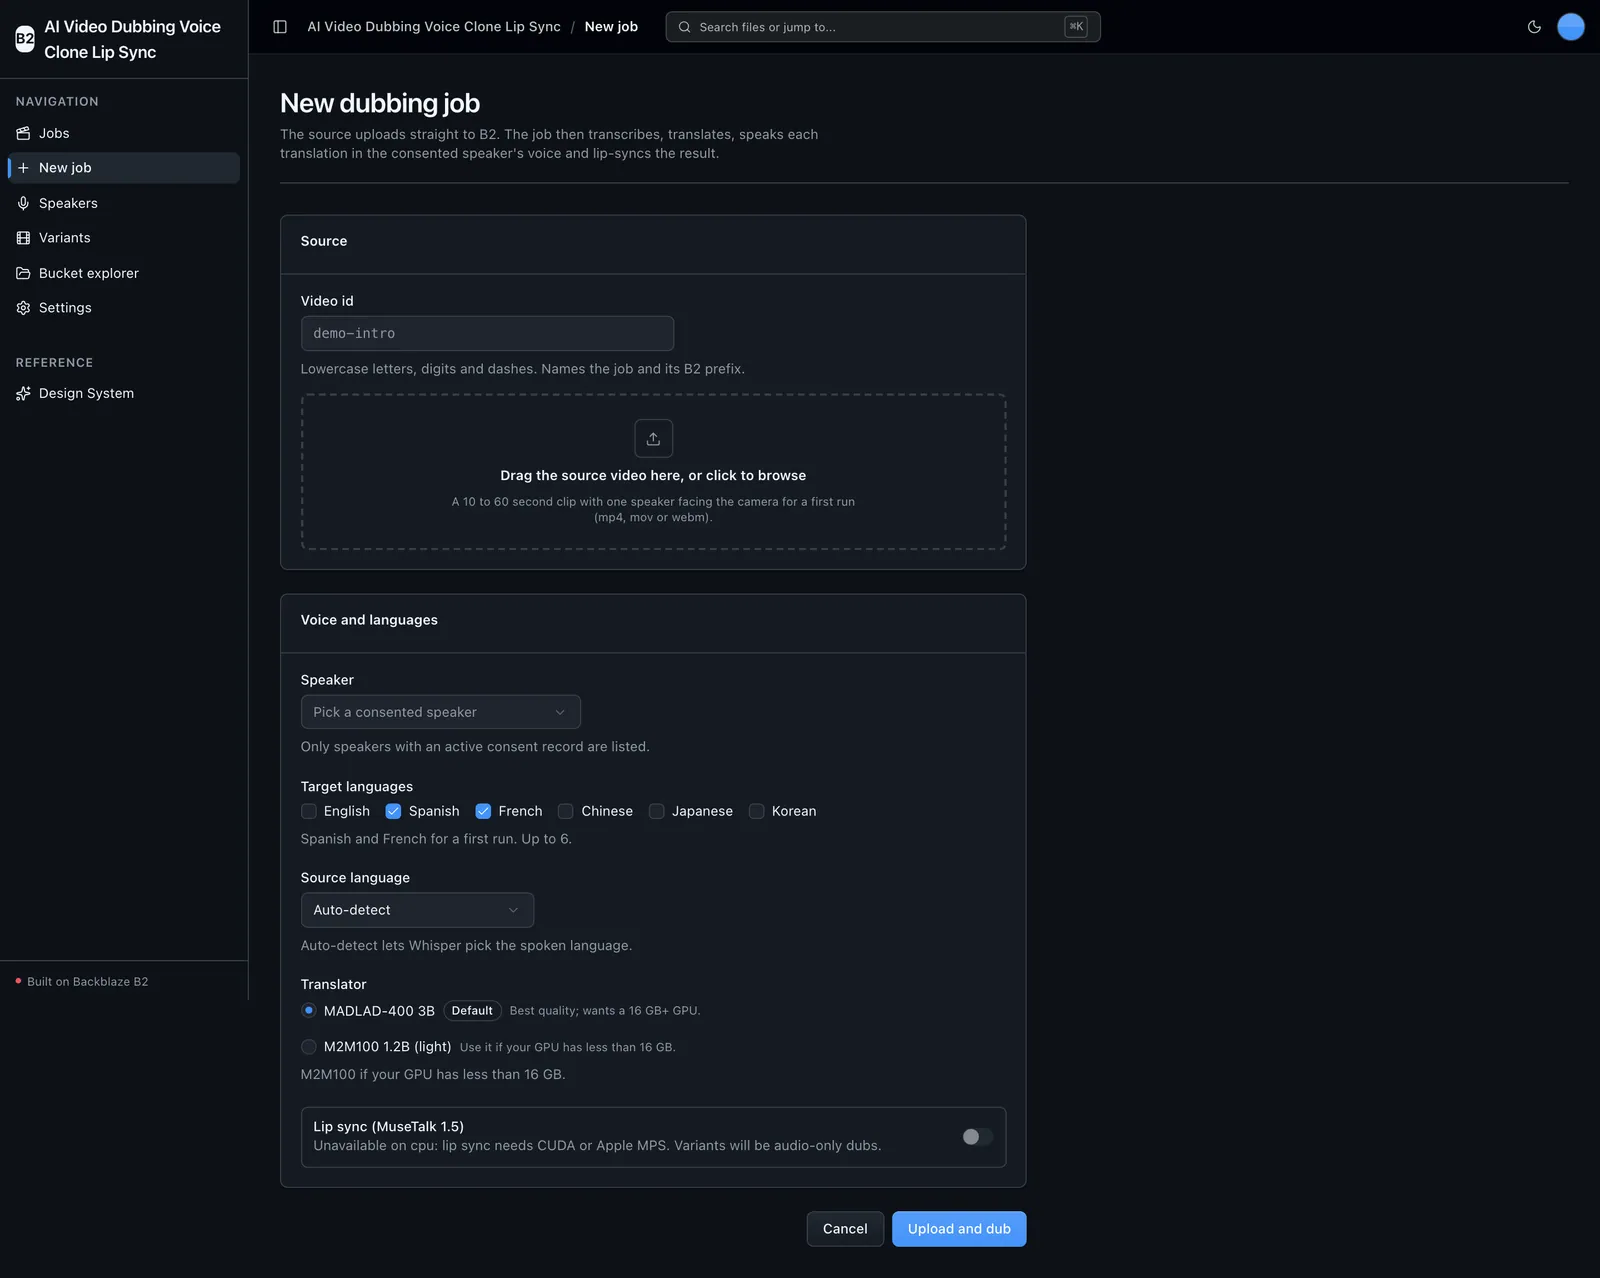 B2
AI Video Dubbing Voice
Clone Lip Sync
AI Video Dubbing Voice Clone Lip Sync / New job
Search files or jump to...
⌘K
NAVIGATION
Jobs
New job
Speakers
Variants
Bucket explorer
Settings
REFERENCE
Design System
Built on Backblaze B2
New dubbing job
The source uploads straight to B2. The job then transcribes, translates, speaks each
translation in the consented speaker's voice and lip-syncs the result.
Source
Video id
demo-intro
Lowercase letters, digits and dashes. Names the job and its B2 prefix.
Drag the source video here, or click to browse
A 10 to 60 second clip with one speaker facing the camera for a first run
(mp4, mov or webm).
Voice and languages
Speaker
Pick a consented speaker
Only speakers with an active consent record are listed.
Target languages
English Spanish French Chinese Japanese Korean
Spanish and French for a first run. Up to 6.
Source language
Auto-detect
Auto-detect lets Whisper pick the spoken language.
Translator
MADLAD-400 3B Default Best quality; wants a 16 GB+ GPU.
M2M100 1.2B (light) Use it if your GPU has less than 16 GB.
M2M100 if your GPU has less than 16 GB.
Lip sync (MuseTalk 1.5)
Unavailable on cpu: lip sync needs CUDA or Apple MPS. Variants will be audio-only dubs.
Cancel Upload and dub